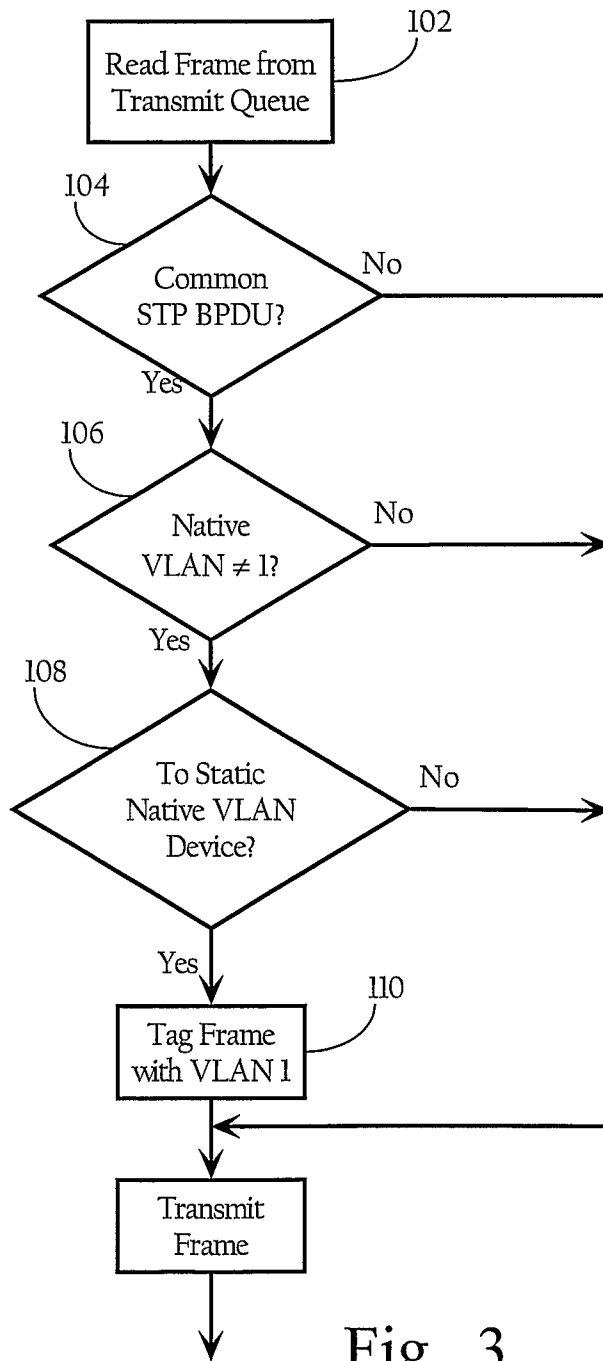 102
Read Frame from
Transmit Queue
104
Common
STP BPDU?
No
Yes
106
Native
VLAN ≠ 1?
No
Yes
108
To Static
Native VLAN
Device?
No
Yes
110
Tag Frame
with VLAN 1
Transmit
Frame
Fig. 3